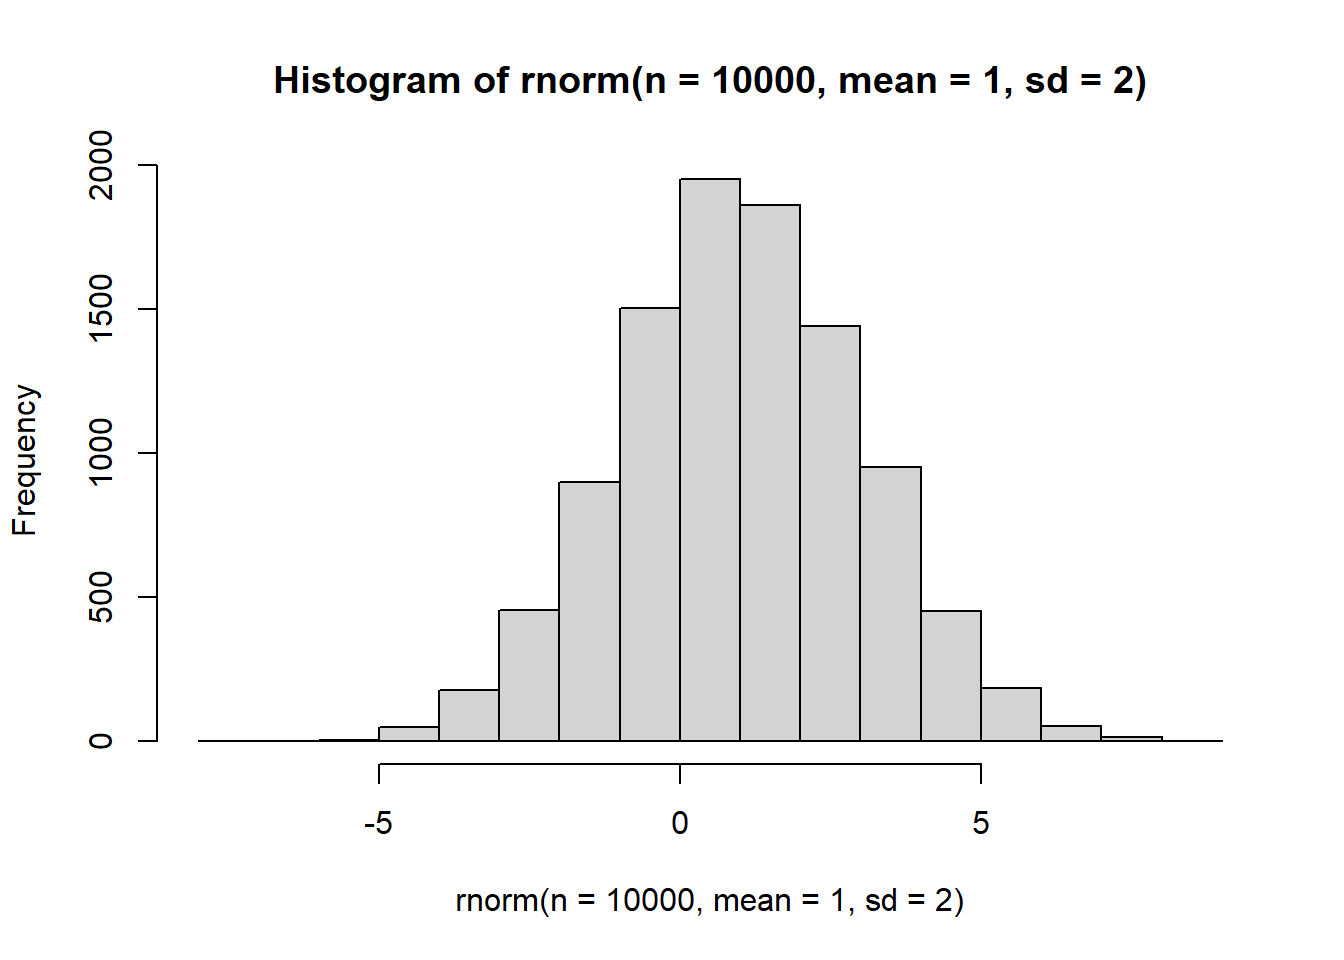 Histogram of rnorm(n = 10000, mean = 1, sd = 2)
2000
1500
1000
500
0
Frequency
-5 0 5
rnorm(n = 10000, mean = 1, sd = 2)